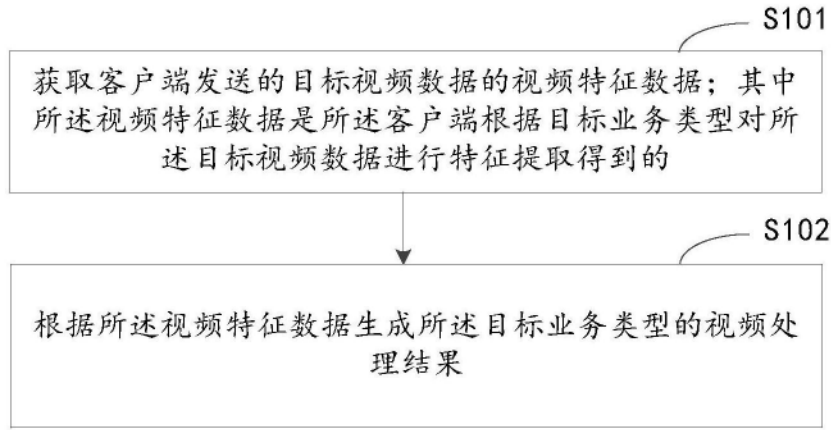 S101
获取客户端发送的目标视频数据的视频特征数据；其中
所述视频特征数据是所述客户端根据目标业务类型对所
述目标视频数据进行特征提取得到的
S102
根据所述视频特征数据生成所述目标业务类型的视频处
理结果